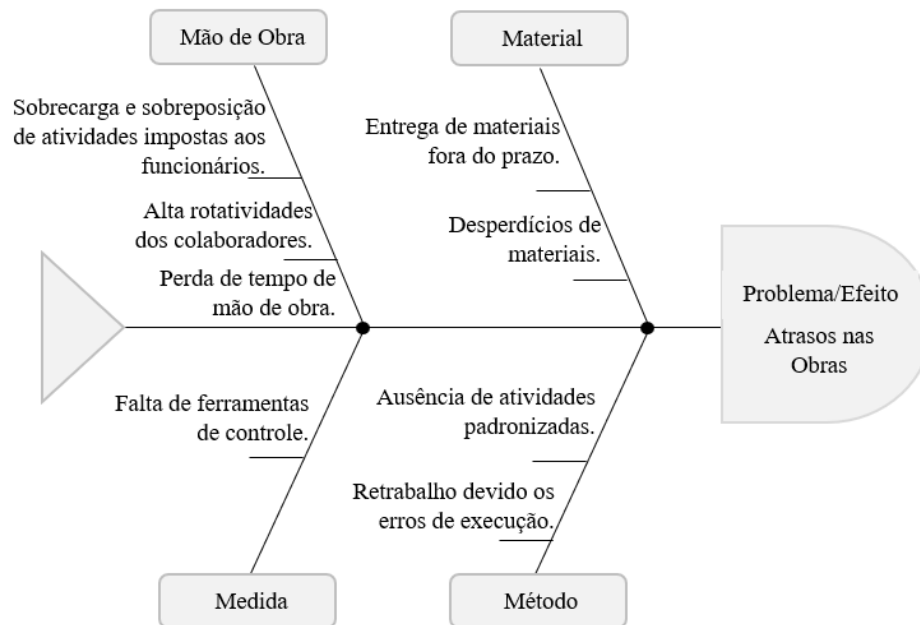 Mão de Obra
Material
Sobrecarga e sobreposição
de atividades impostas aos
funcionários.
Alta rotatividades
dos colaboradores.
Perda de tempo de
mão de obra.
Entrega de materiais
fora do prazo.
Desperdícios de
materiais.
Problema/Efeito
Atrasos nas
Obras
Falta de ferramentas
de controle.
Ausência de atividades
padronizadas.
Retrabalho devido os
erros de execução.
Medida
Método